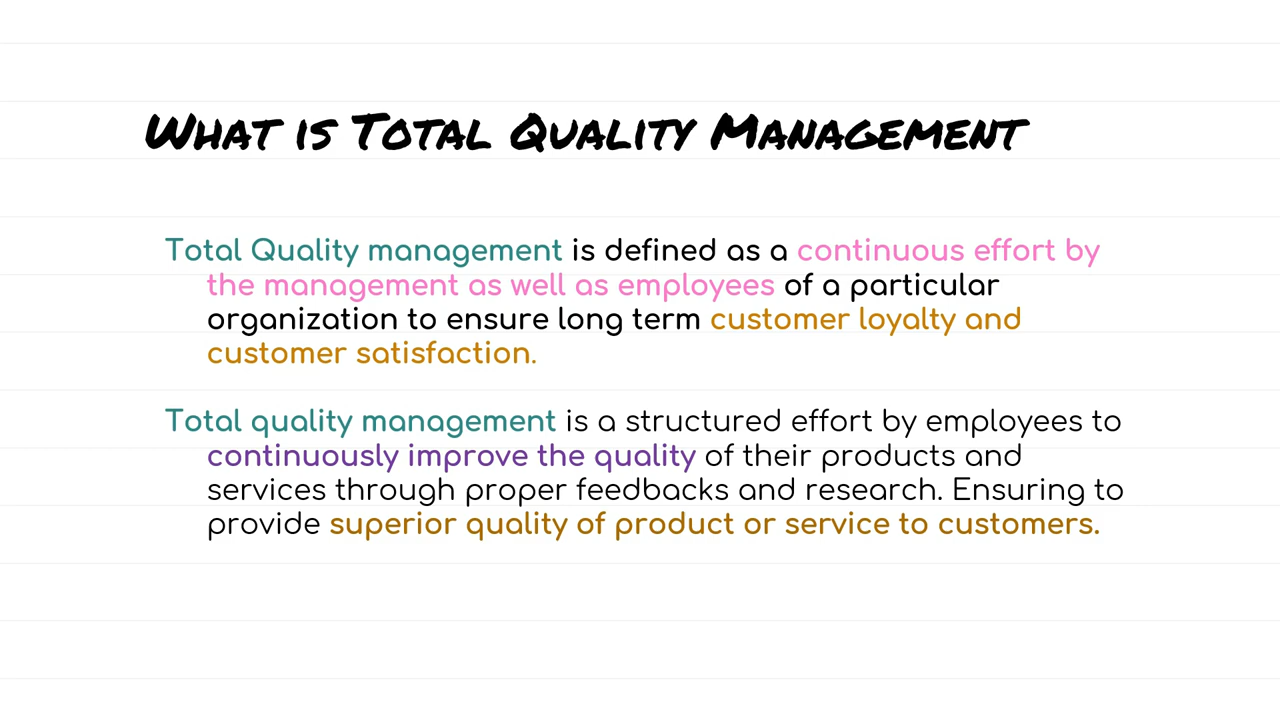 What is Total Quality Management
Total Quality management is defined as a continuous effort by
the management as well as employees of a particular
organization to ensure long term customer loyalty and
customer satisfaction.
Total quality management is a structured effort by employees to
continuously improve the quality of their products and
services through proper feedbacks and research. Ensuring to
provide superior quality of product or service to customers.